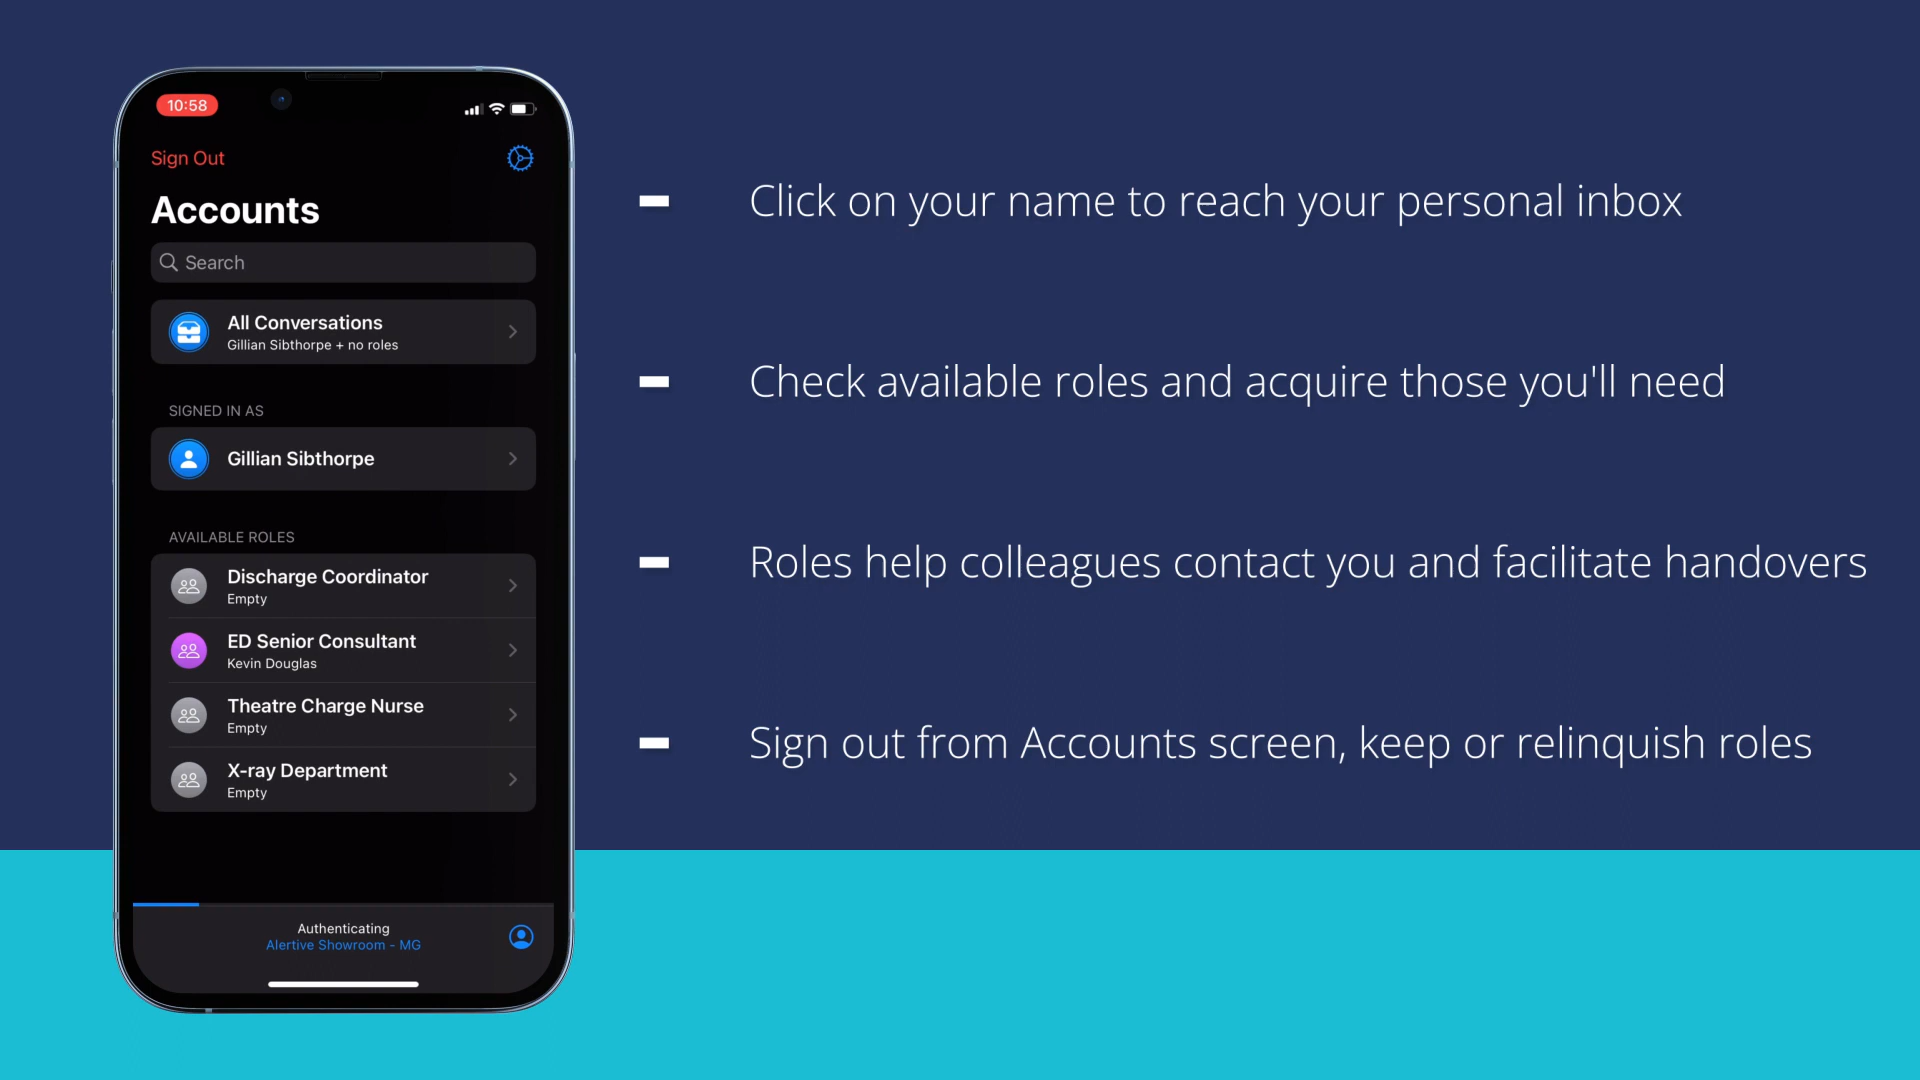 10:58
Sign Out
Accounts
Search
All Conversations
Gillian Sibthorpe + no roles
SIGNED IN AS
Gillian Sibthorpe
AVAILABLE ROLES
Discharge Coordinator
Empty
ED Senior Consultant
Kevin Douglas
Theatre Charge Nurse
Empty
X-ray Department
Empty
Authenticating
Alertive Showroom - MG
- Click on your name to reach your personal inbox
- Check available roles and acquire those you'll need
- Roles help colleagues contact you and facilitate handovers
- Sign out from Accounts screen, keep or relinquish roles